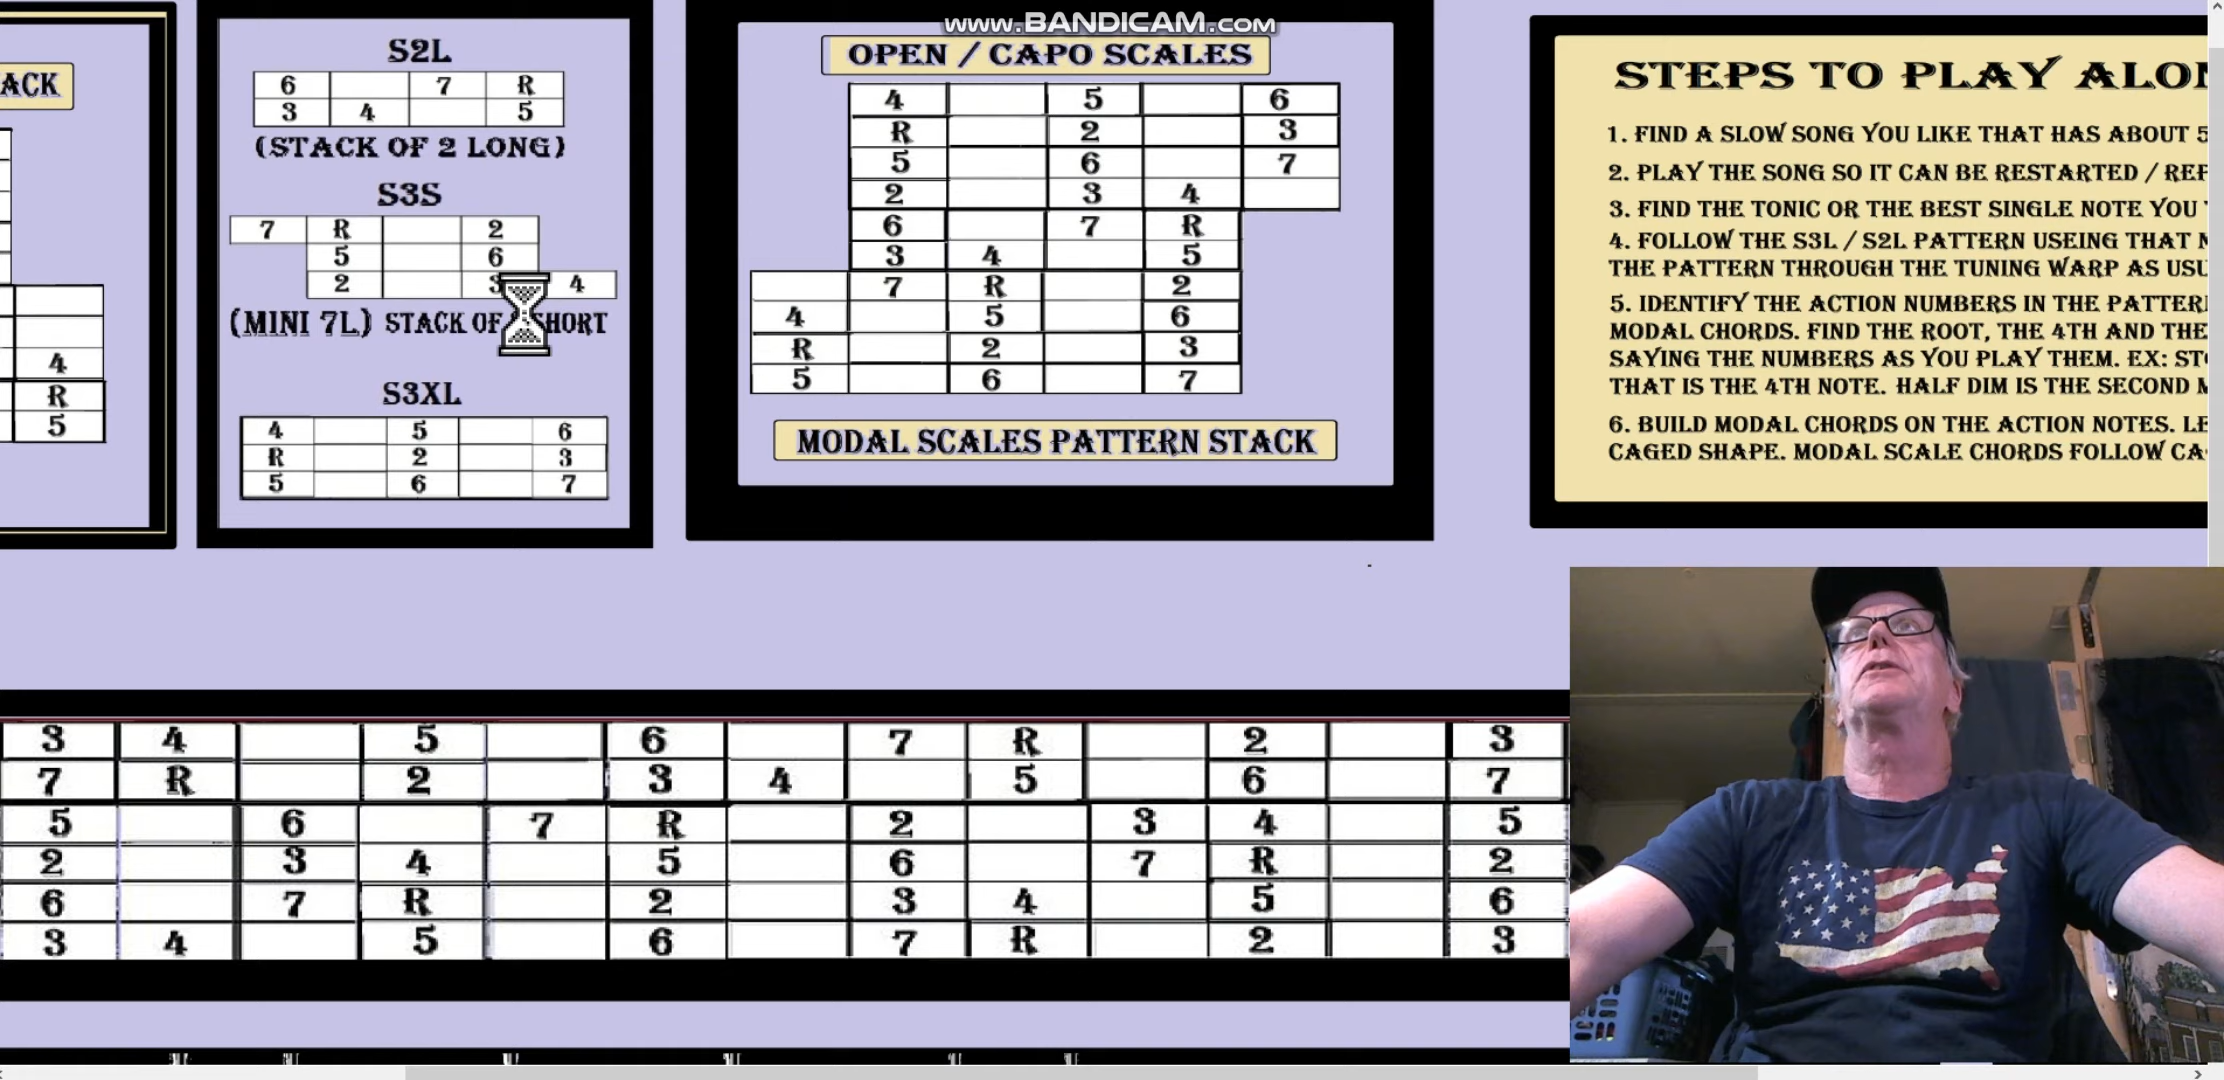 www.BANDICAM.com
ACK
4
R
5
S2L
6 7 R
3 4 5
(STACK OF 2 LONG)
S3S
7 R 2
5 6
2 3 4
(MINI 7L) STACK OF HORT
S3XL
4 5 6
R 2 3
5 6 7
OPEN / CAPO SCALES
4 5 6
R 2 3
5 6 7
2 3 4
6 7 R
3 4 5
7 R 2
4 5 6
R 2 3
5 6 7
MODAL SCALES PATTERN STACK
STEPS TO PLAY ALON
1. FIND A SLOW SONG YOU LIKE THAT HAS ABOUT 5
2. PLAY THE SONG SO IT CAN BE RESTARTED / REP
3. FIND THE TONIC OR THE BEST SINGLE NOTE YOU
4. FOLLOW THE S3L / S2L PATTERN USEING THAT N
THE PATTERN THROUGH THE TUNING WARP AS USU
5. IDENTIFY THE ACTION NUMBERS IN THE PATTER
MODAL CHORDS. FIND THE ROOT, THE 4TH AND THE
SAYING THE NUMBERS AS YOU PLAY THEM. EX: ST
THAT IS THE 4TH NOTE. HALF DIM IS THE SECOND M
6. BUILD MODAL CHORDS ON THE ACTION NOTES. LE
CAGED SHAPE. MODAL SCALE CHORDS FOLLOW CA
3 4 5 6 7 R 2 3
7 R 2 3 4 5 6 7
5 6 7 R 2 3 4 5
2 3 4 5 6 7 R 2
6 7 R 2 3 4 5 6
3 4 5 6 7 R 2 3